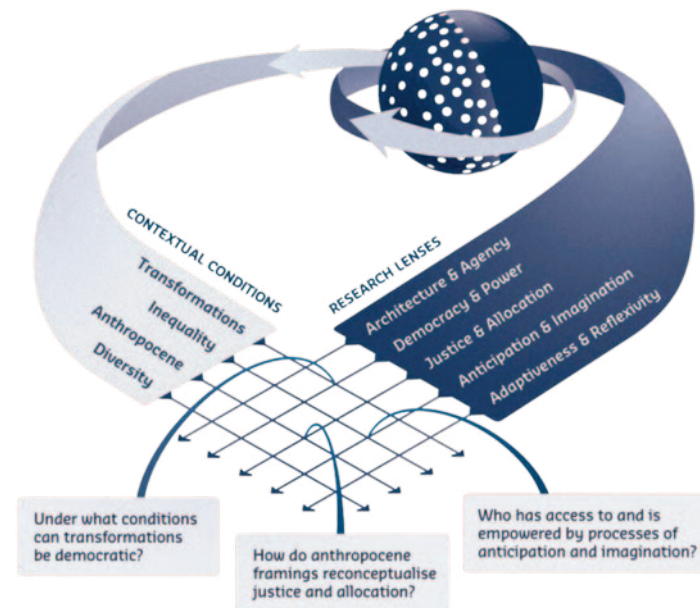 CONTEXTUAL CONDITIONS
Transformations
Inequality
Anthropocene
Diversity
RESEARCH LENSES
Architecture & Agency
Democracy & Power
Justice & Allocation
Anticipation & Imagination
Adaptiveness & Reflexivity
Under what conditions
can transformations
be democratic?
How do anthropocene
framings reconceptualise
justice and allocation?
Who has access to and is
empowered by processes of
anticipation and imagination?